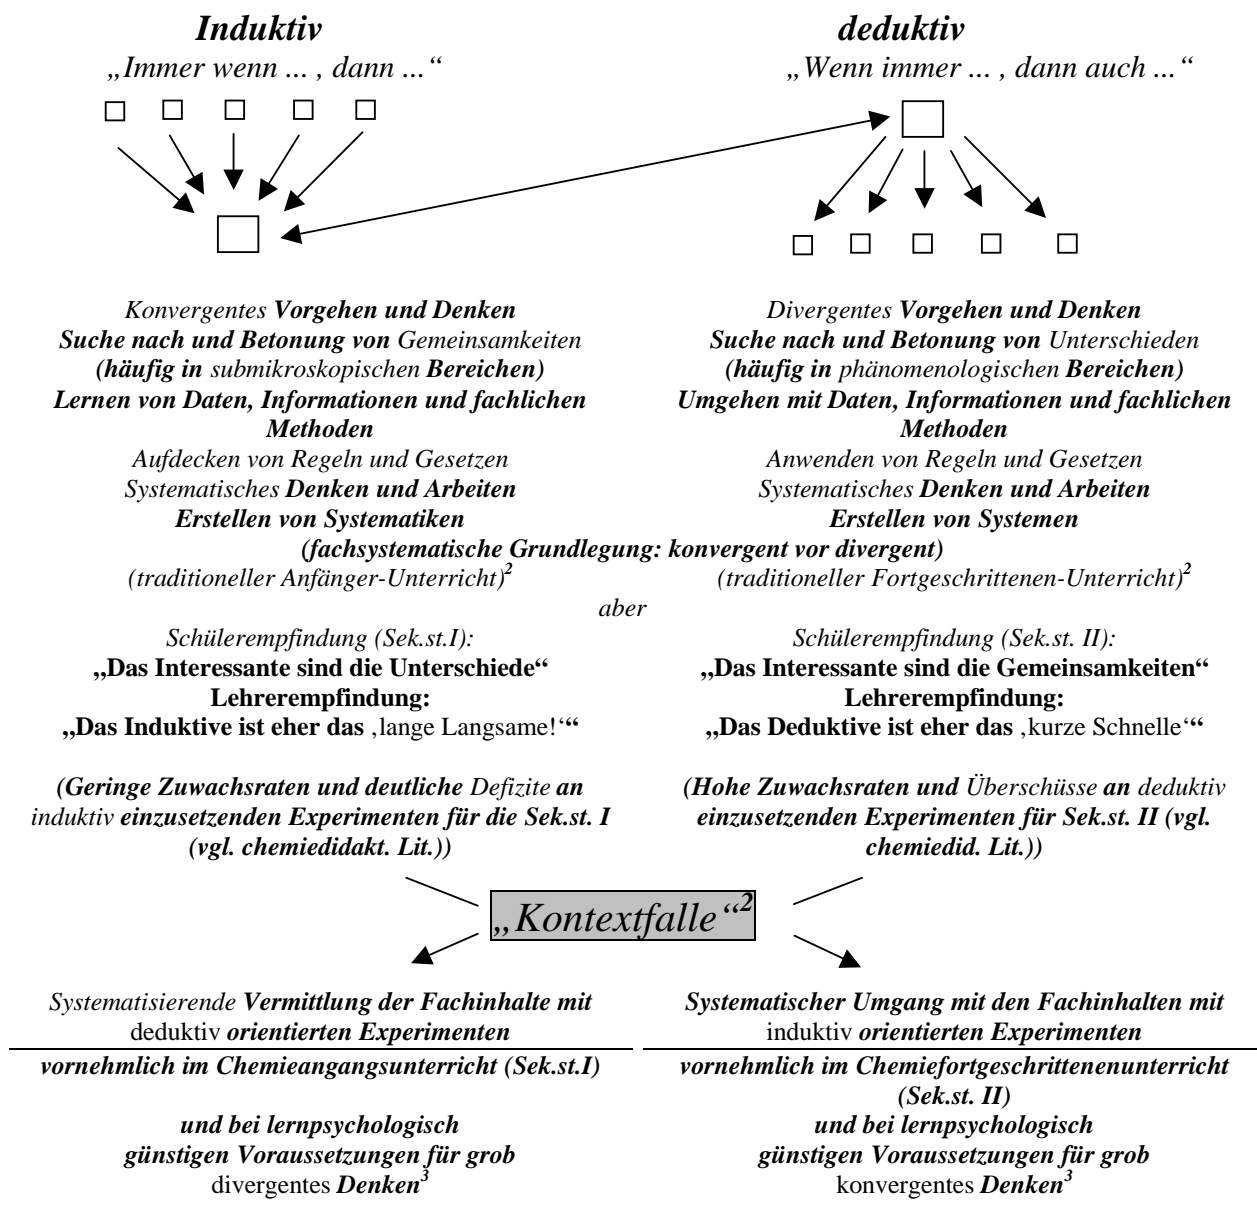 Induktiv
„Immer wenn ... , dann ...“
Konvergentes Vorgehen und Denken
Suche nach und Betonung von Gemeinsamkeiten
(häufig in submikroskopischen Bereichen)
Lernen von Daten, Informationen und fachlichen
Methoden
Aufdecken von Regeln und Gesetzen
Systematisches Denken und Arbeiten
Erstellen von Systematiken
deduktiv
„Wenn immer ... , dann auch ...“
Divergentes Vorgehen und Denken
Suche nach und Betonung von Unterschieden
(häufig in phänomenologischen Bereichen)
Umgehen mit Daten, Informationen und fachlichen
Methoden
Anwenden von Regeln und Gesetzen
Systematisches Denken und Arbeiten
Erstellen von Systemen
(fachsystematische Grundlegung: konvergent vor divergent)
(traditioneller Anfänger-Unterricht)²
(traditioneller Fortgeschrittenen-Unterricht)²
aber
Schülerempfindung (Sek.st.I):
„Das Interessante sind die Unterschiede“
Lehrerempfindung:
„Das Induktive ist eher das ‚lange Langsame!‘“
(Geringe Zuwachsraten und deutliche Defizite an
induktiv einzusetzenden Experimenten für die Sek.st. I
(vgl. chemiedidakt. Lit.))
Schülerempfindung (Sek.st. II):
„Das Interessante sind die Gemeinsamkeiten“
Lehrerempfindung:
„Das Deduktive ist eher das ‚kurze Schnelle‘“
(Hohe Zuwachsraten und Überschüsse an deduktiv
einzusetzenden Experimenten für Sek.st. II (vgl.
chemiedid. Lit.))
„Kontextfalle“²
Systematisierende Vermittlung der Fachinhalte mit
deduktiv orientierten Experimenten
vornehmlich im Chemieangangsunterricht (Sek.st.I)
und bei lernpsychologisch
günstigen Voraussetzungen für grob
divergentes Denken³
Systematischer Umgang mit den Fachinhalten mit
induktiv orientierten Experimenten
vornehmlich im Chemiefortgeschrittenenunterricht
(Sek.st. II)
und bei lernpsychologisch
günstigen Voraussetzungen für grob
konvergentes Denken³